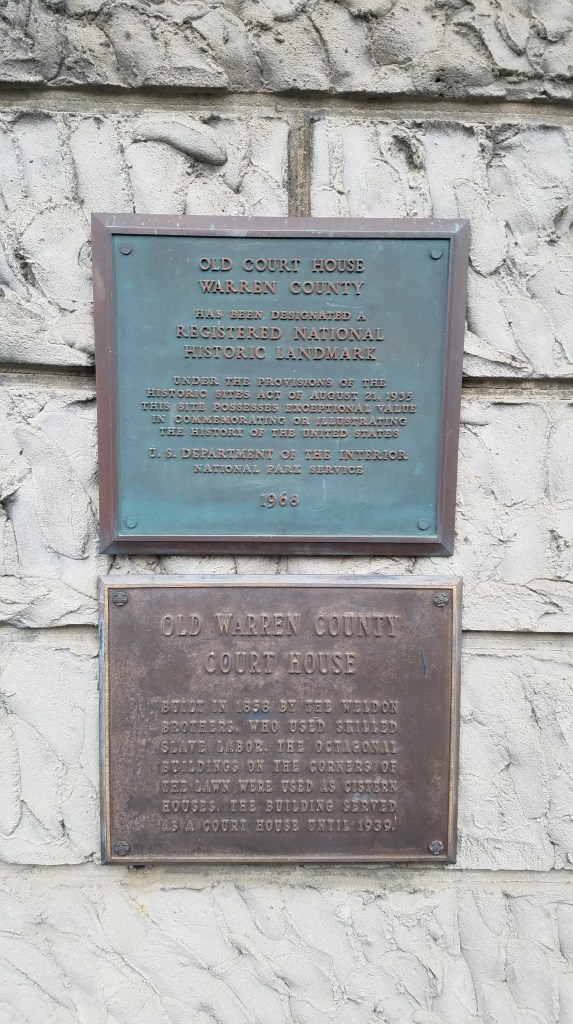 OLD COURT HOUSE
WARREN COUNTY
HAS BEEN DESIGNATED A
REGISTERED NATIONAL
HISTORIC LANDMARK
UNDER THE PROVISIONS OF THE
HISTORIC SITES ACT OF AUGUST 21, 1935
THIS SITE POSSESSES EXCEPTIONAL VALUE
IN COMMEMORATING OR ILLUSTRATING
THE HISTORY OF THE UNITED STATES
U. S. DEPARTMENT OF THE INTERIOR
NATIONAL PARK SERVICE
1968
OLD WARREN COUNTY
COURT HOUSE
BUILT IN 1858 BY THE WELDON
BROTHERS, WHO USED SKILLED
SLAVE LABOR. THE OCTAGONAL
BUILDINGS ON THE CORNERS OF
THE LAWN WERE USED AS CISTERN
HOUSES. THE BUILDING SERVED
AS A COURT HOUSE UNTIL 1939.